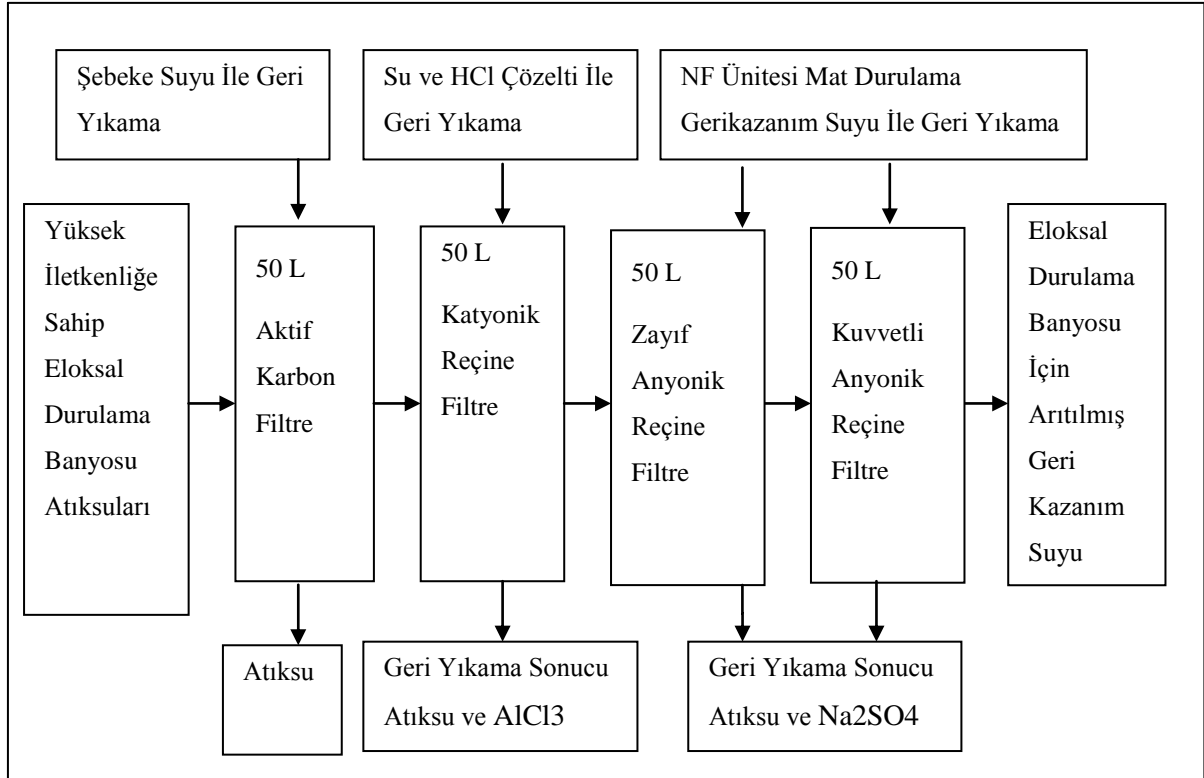 Şebeke Suyu İle Geri
Yıkama
Su ve HCl Çözelti İle
Geri Yıkama
NF Ünitesi Mat Durulama
Gerikazanım Suyu İle Geri Yıkama
Yüksek
İletkenliğe
Sahip
Eloksal
Durulama
Banyosu
Atıksuları
50 L
Aktif
Karbon
Filtre
50 L
Katyonik
Reçine
Filtre
50 L
Zayıf
Anyonik
Reçine
Filtre
50 L
Kuvvetli
Anyonik
Reçine
Filtre
Eloksal
Durulama
Banyosu
İçin
Arıtılmış
Geri
Kazanım
Suyu
Atıksu
Geri Yıkama Sonucu
Atıksu ve AlCl3
Geri Yıkama Sonucu
Atıksu ve Na2SO4